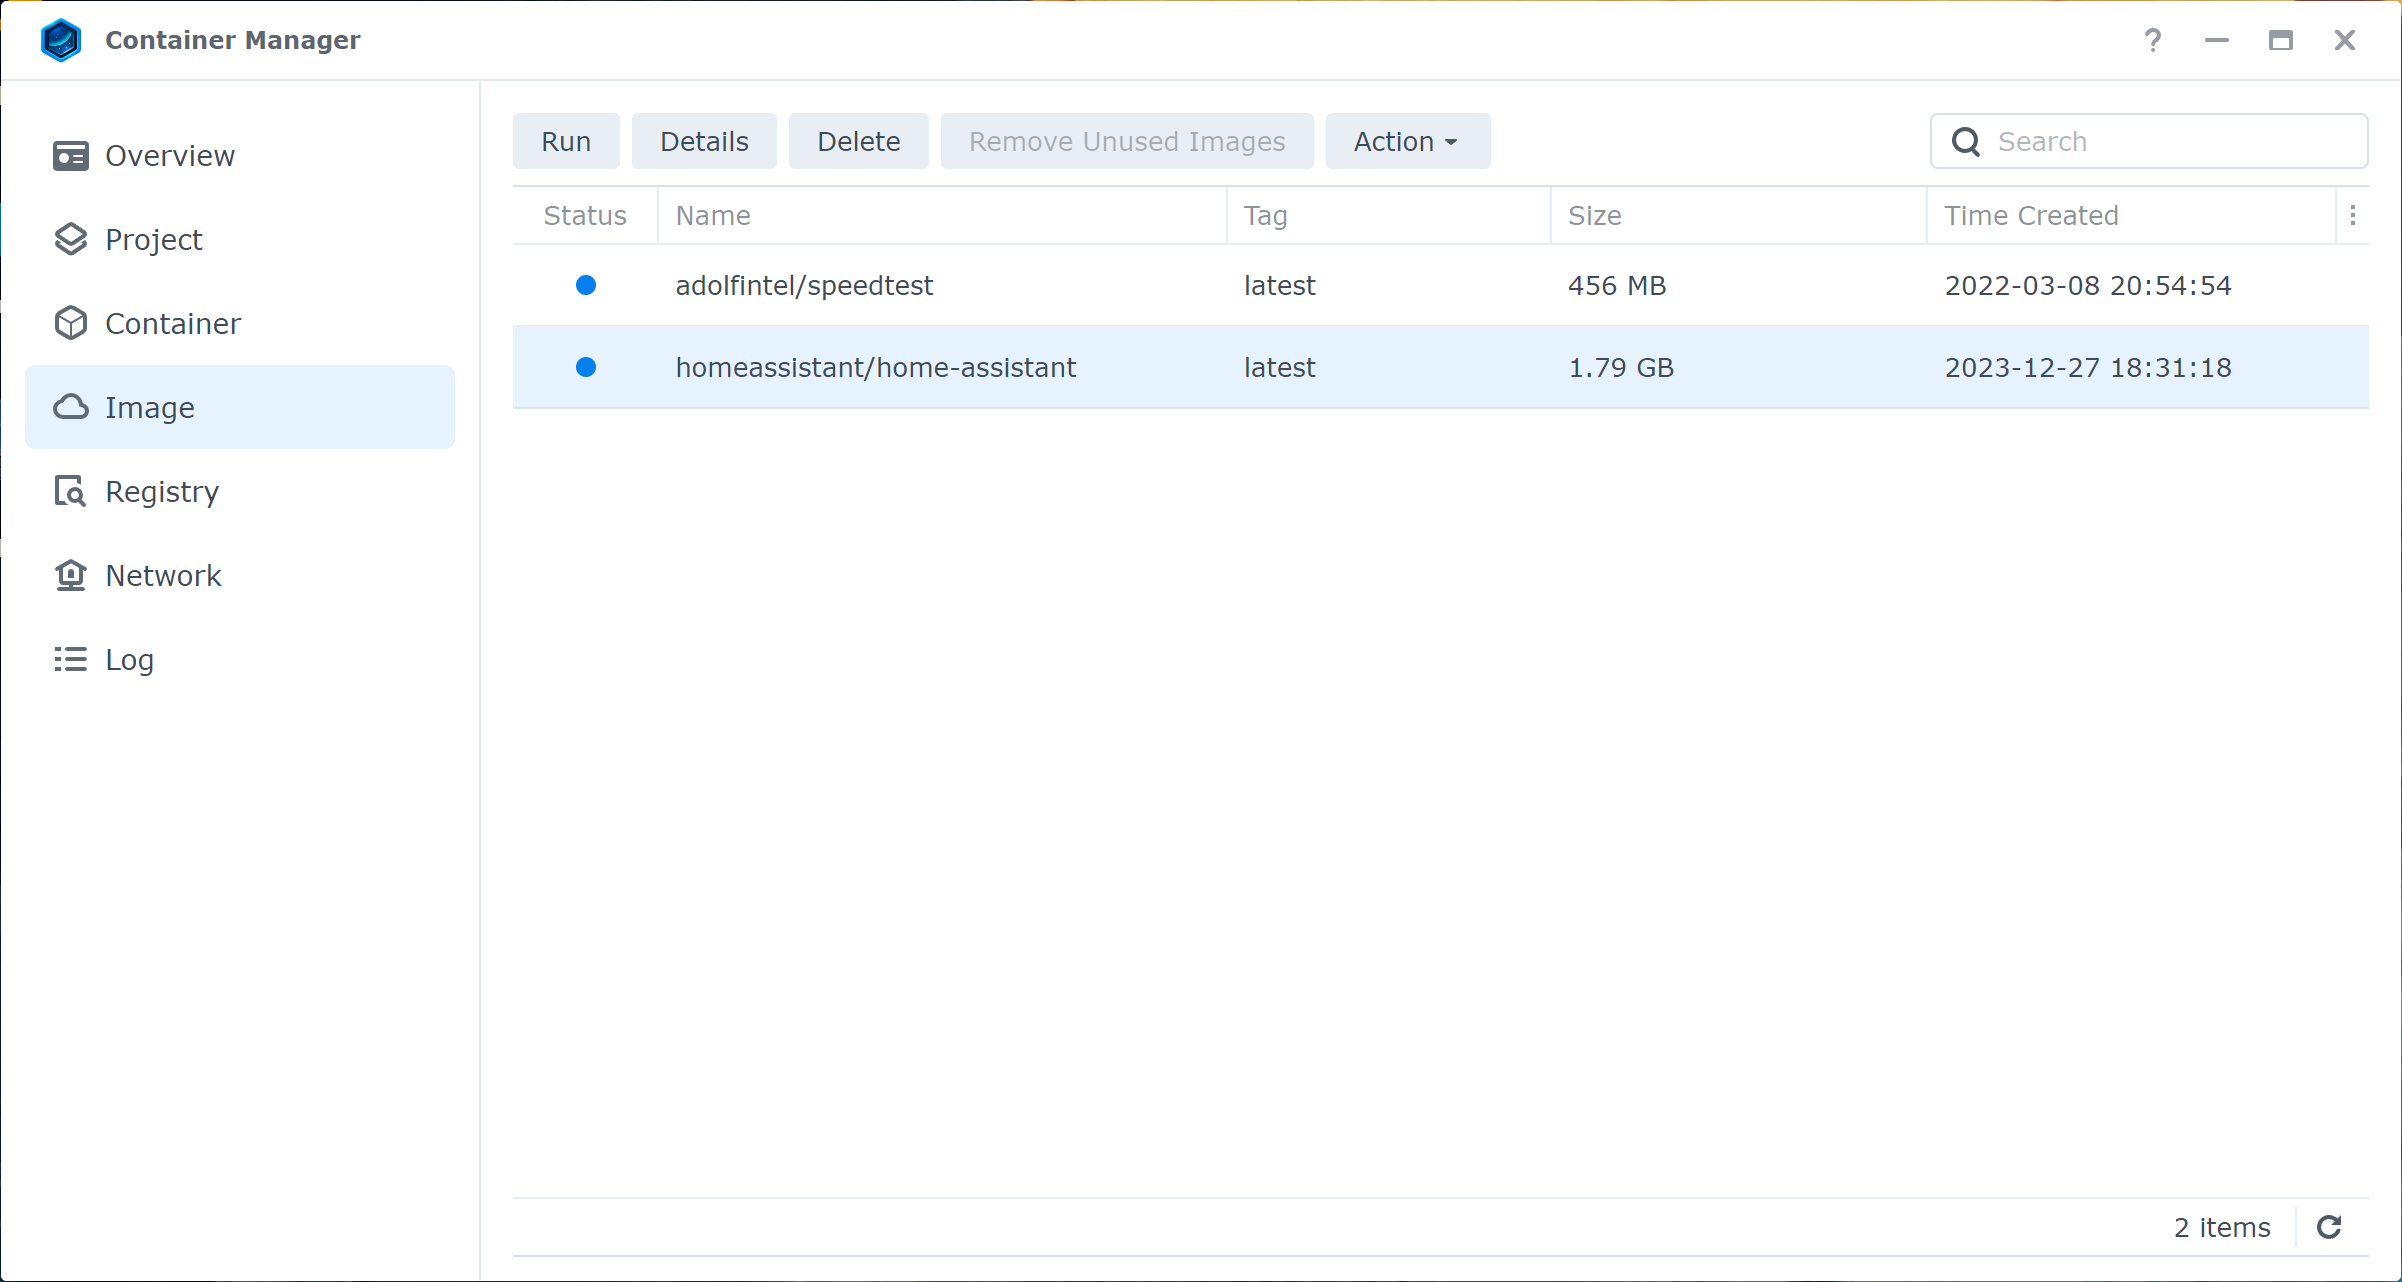 Container Manager
Overview
Project
Container
Image
Registry
Network
Log
Run Details Delete Remove Unused Images Action Search
Status Name Tag Size Time Created
adolfintel/speedtest latest 456 MB 2022-03-08 20:54:54
homeassistant/home-assistant latest 1.79 GB 2023-12-27 18:31:18
2 items